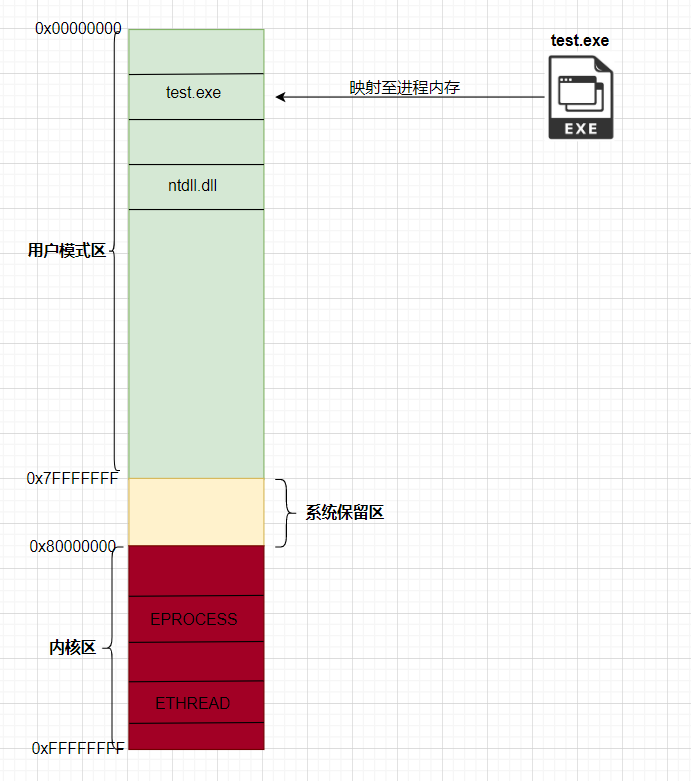 0x00000000
test.exe
test.exe
映射至进程内存
EXE
ntdll.dll
用户模式区
0x7FFFFFFF
系统保留区
0x80000000
EPROCESS
内核区
ETHREAD
0xFFFFFFFF